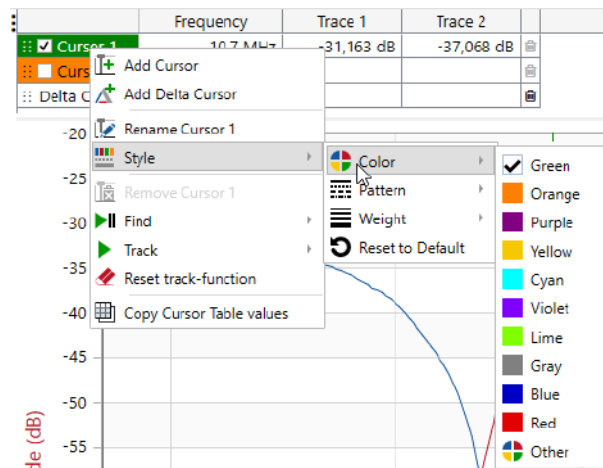 Frequency Trace 1 Trace 2
Cursor 1 10,7 MHz -31,163 dB -37,068 dB
Curs
Delta C
Add Cursor
Add Delta Cursor
Rename Cursor 1
Style
Remove Cursor 1
Find
Track
Reset track-function
Copy Cursor Table values
Color
Pattern
Weight
Reset to Default
Green
Orange
Purple
Yellow
Cyan
Violet
Lime
Gray
Blue
Red
Other
-20
-25
-30
-35
-40
-45
-50
-55
de (dB)